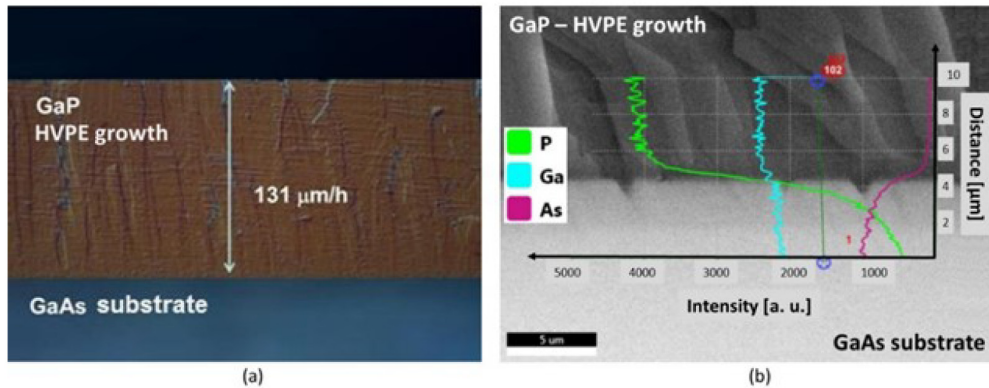 GaP
HVPE growth
131 µm/h
GaAs substrate
(a)
GaP – HVPE growth
102
10
8
6
4
2
Distance [µm]
P
Ga
As
1
5000
4000
3000
2000
1000
Intensity [a. u.]
5 um
GaAs substrate
(b)